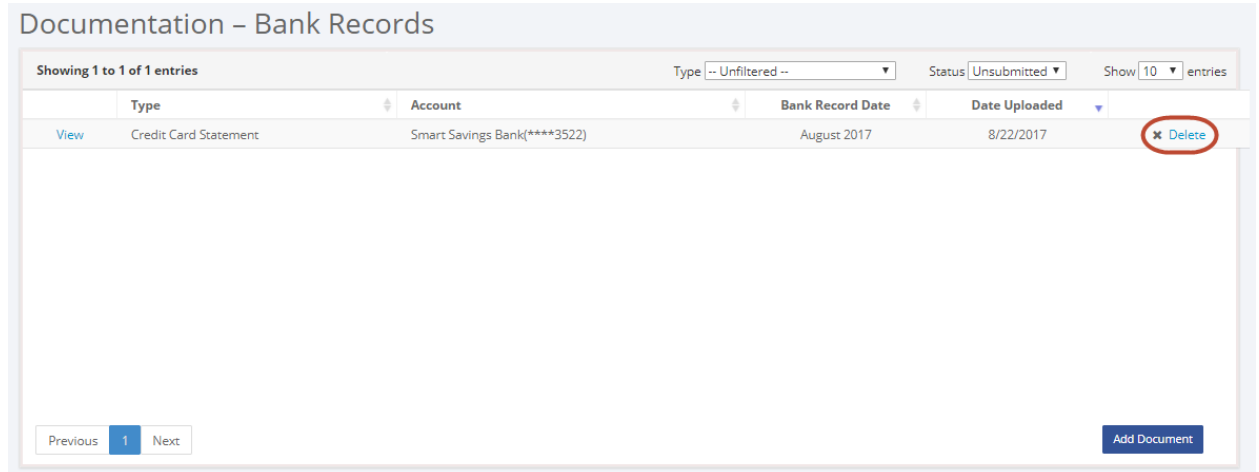 Documentation – Bank Records
Showing 1 to 1 of 1 entries Type -- Unfiltered -- Status Unsubmitted Show 10 entries
Type Account Bank Record Date Date Uploaded
View Credit Card Statement Smart Savings Bank(****3522) August 2017 8/22/2017 ✖ Delete
Previous 1 Next Add Document